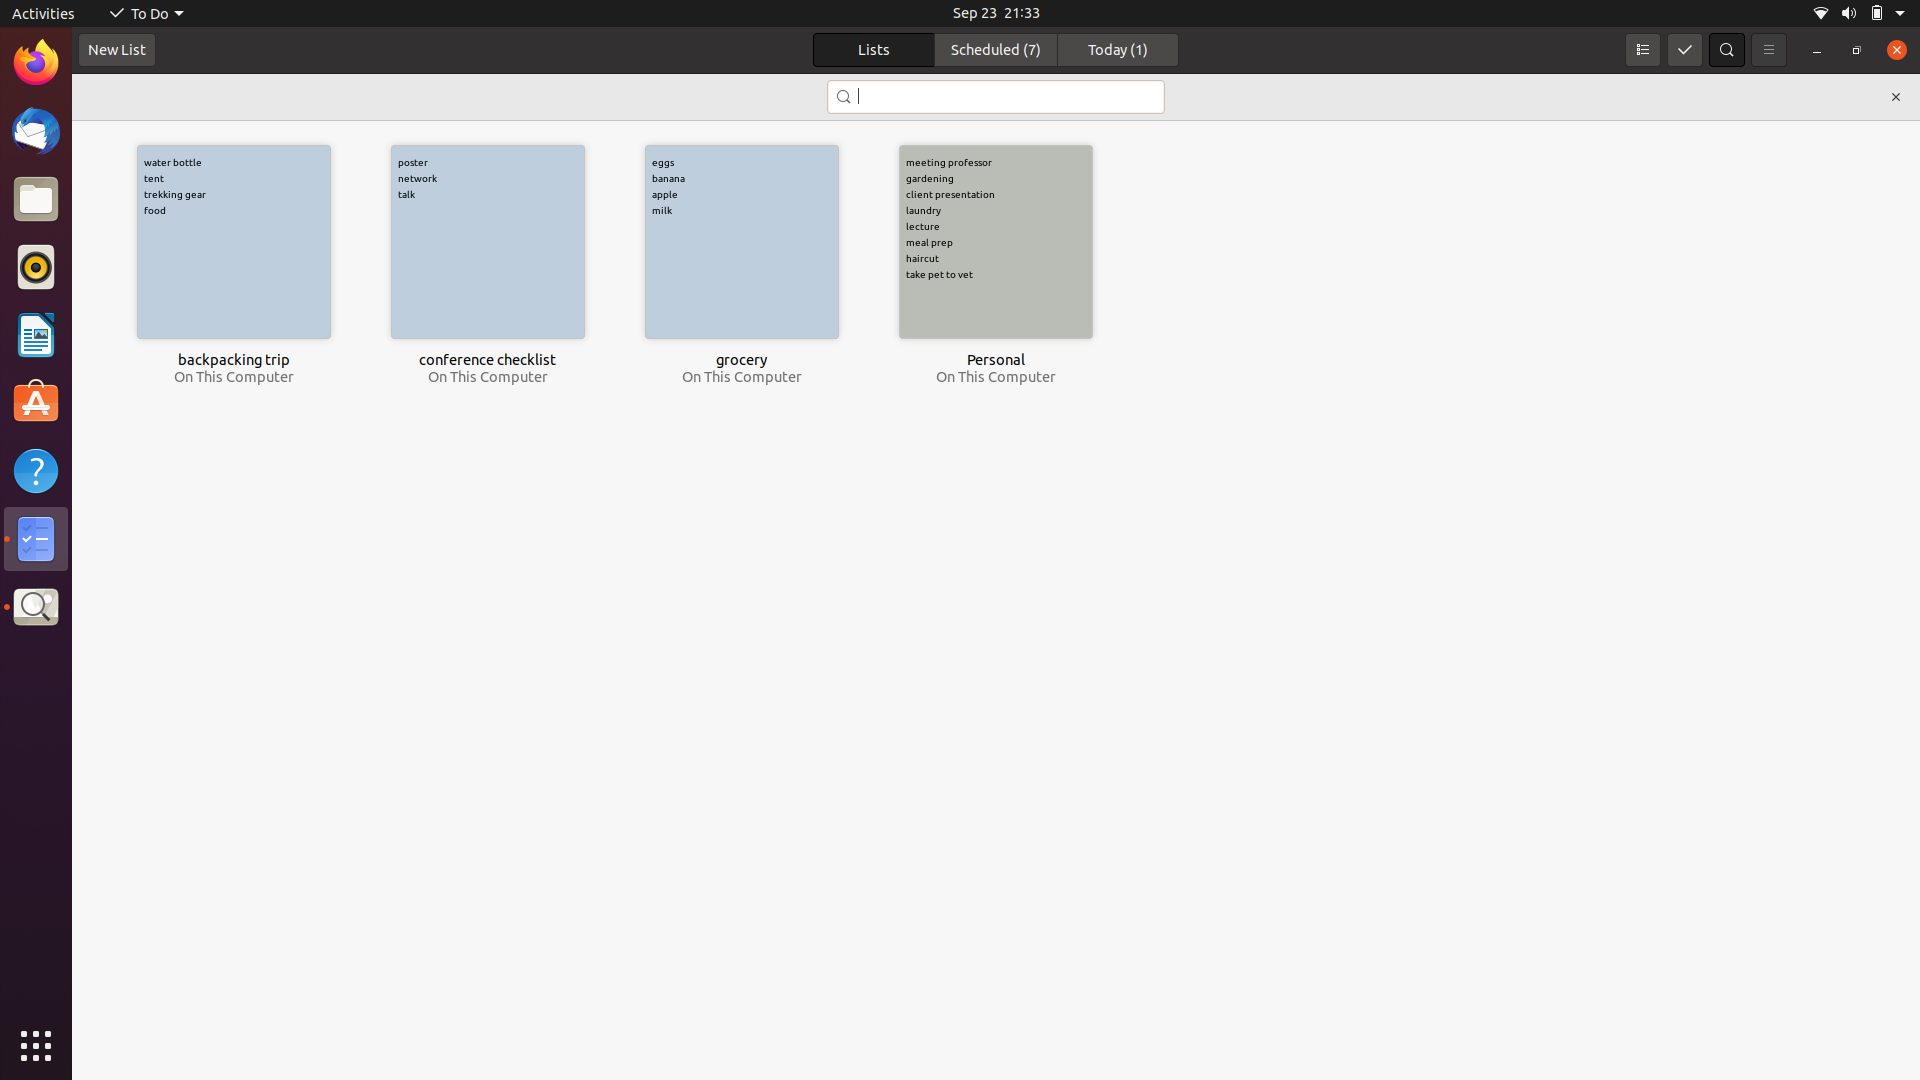 Activities
To Do
Sep 23 21:33
New List
Lists
Scheduled (7)
Today (1)
water bottle
tent
trekking gear
food
backpacking trip
On This Computer
poster
network
talk
conference checklist
On This Computer
eggs
banana
apple
milk
grocery
On This Computer
meeting professor
gardening
client presentation
laundry
lecture
meal prep
haircut
take pet to vet
Personal
On This Computer